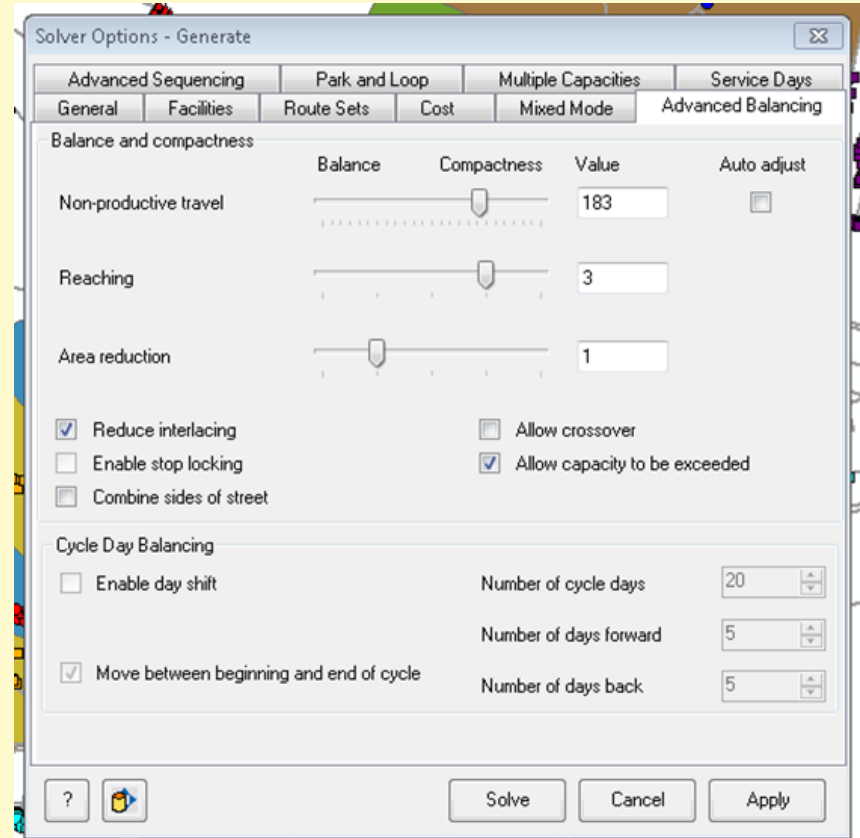 Solver Options - Generate
Advanced Sequencing Park and Loop Multiple Capacities Service Days
General Facilities Route Sets Cost Mixed Mode Advanced Balancing
Balance and compactness
Balance Compactness Value Auto adjust
Non-productive travel 183
Reaching 3
Area reduction 1
Reduce interlacing Allow crossover
Enable stop locking Allow capacity to be exceeded
Combine sides of street
Cycle Day Balancing
Enable day shift Number of cycle days 20
Number of days forward 5
Move between beginning and end of cycle Number of days back 5
? Solve Cancel Apply